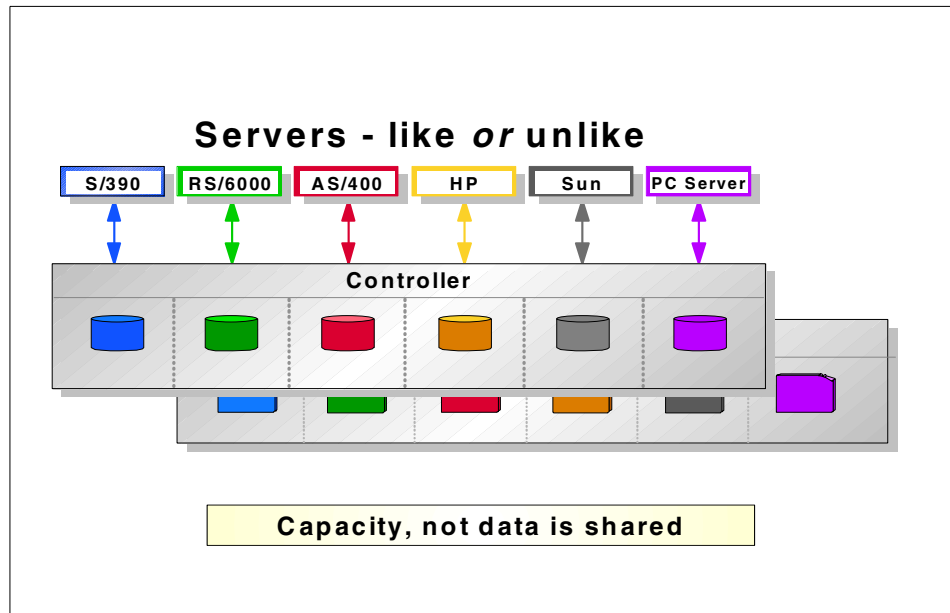 Servers - like or unlike
S/390 RS/6000 AS/400 HP Sun PC Server
Controller
Capacity, not data is shared